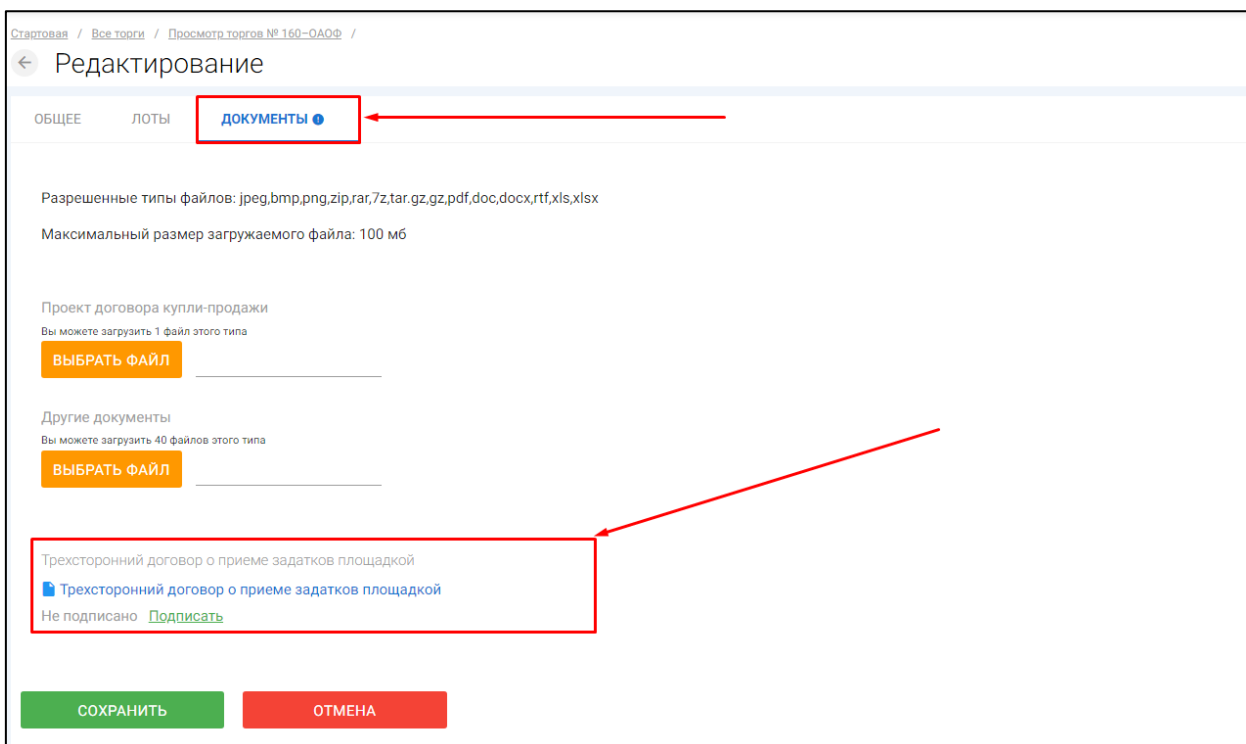 Стартовая / Все торги / Просмотр торгов № 160-ОАОФ /
← Редактирование
ОБЩЕЕ ЛОТЫ ДОКУМЕНТЫ
Разрешенные типы файлов: jpeg,bmp,png,zip,rar,7z,tar.gz,gz,pdf,doc,docx,rtf,xls,xlsx
Максимальный размер загружаемого файла: 100 мб
Проект договора купли-продажи
Вы можете загрузить 1 файл этого типа
ВЫБРАТЬ ФАЙЛ
Другие документы
Вы можете загрузить 40 файлов этого типа
ВЫБРАТЬ ФАЙЛ
Трехсторонний договор о приеме задатков площадкой
Трехсторонний договор о приеме задатков площадкой
Не подписано Подписать
СОХРАНИТЬ ОТМЕНА